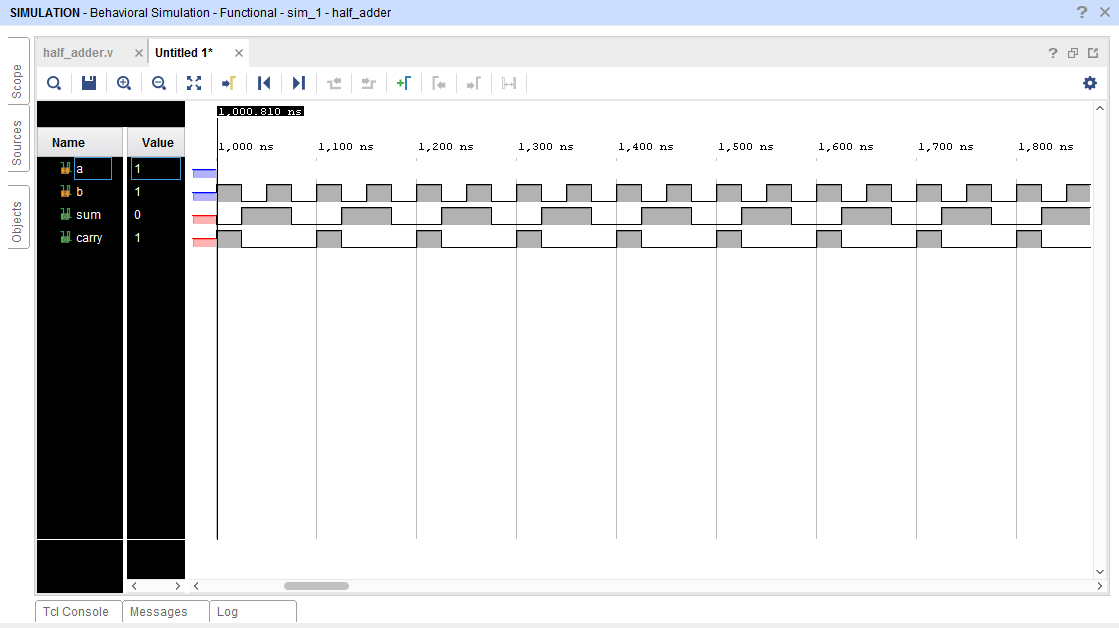 SIMULATION - Behavioral Simulation - Functional - sim_1 - half_adder
Scope
Sources
Objects
half_adder.v
Untitled 1*
1,000.810 ns
Name Value 1,000 ns 1,100 ns 1,200 ns 1,300 ns 1,400 ns 1,500 ns 1,600 ns 1,700 ns 1,800 ns
a 1
b 1
sum 0
carry 1
Tcl Console Messages Log